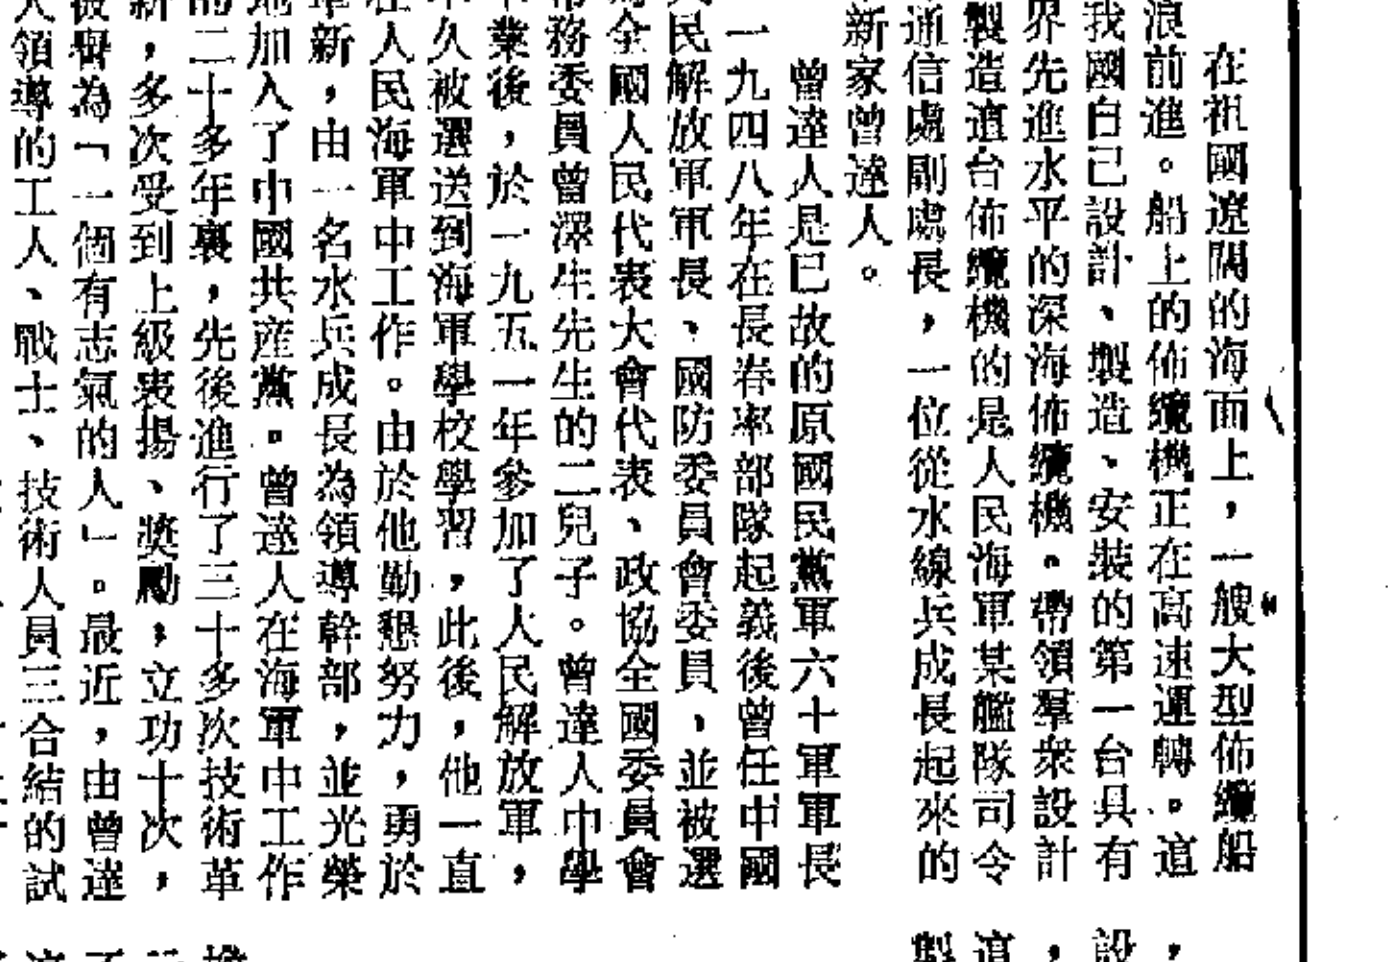 在祖國遼闊的海面上，一艘大型佈纜船
浪前進。船上的佈纜機正在高速運轉。這
我國自己設計、製造、安裝的第一台具有
界先進水平的深海佈纜機。帶領羣衆設計
製造這台佈纜機的是人民海軍某艦隊司令
通信處副處長，一位從水線兵成長起來的
新家曾達人。
曾達人是已故的原國民黨軍六十軍軍長
一九四八年在長春率部隊起義後曾任中國
民解放軍軍長、國防委員會委員，並被選
為全國人民代表大會代表、政協全國委員會
常務委員曾澤生先生的二兒子。曾達人中學
業後，於一九五一年參加了人民解放軍，
久被選送到海軍學校學習，此後，他一直
在人民海軍中工作。由於他勤懇努力，勇於
革新，由一名水兵成長為領導幹部，並光榮
地加入了中國共産黨。曾達人在海軍中工作
的二十多年裏，先後進行了三十多次技術革
新，多次受到上級表揚、奬勵，立功十次，
被譽為「一個有志氣的人」。最近，由曾達
人領導的工人、戰士、技術人員三合結的試